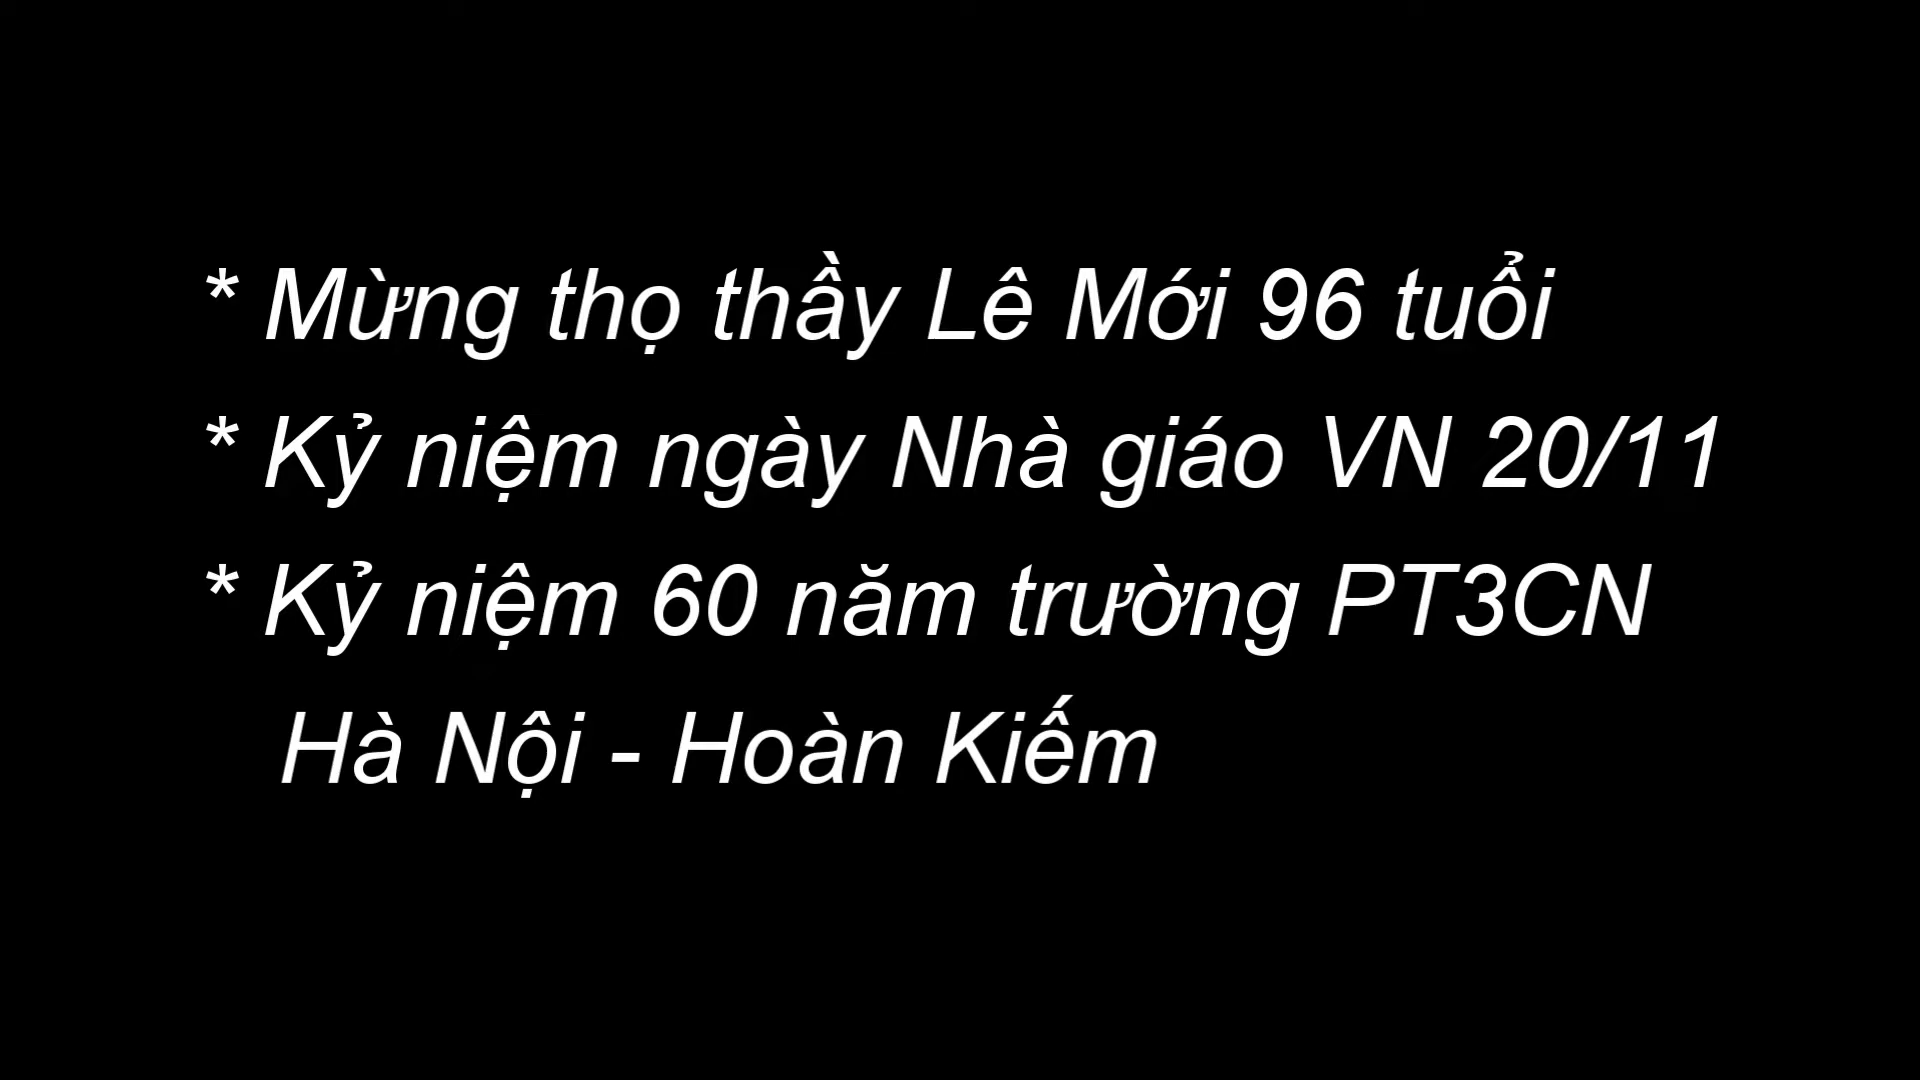 * Mừng thọ thầy Lê Mới 96 tuổi
* Kỷ niệm ngày Nhà giáo VN 20/11
* Kỷ niệm 60 năm trường PT3CN
Hà Nội - Hoàn Kiếm